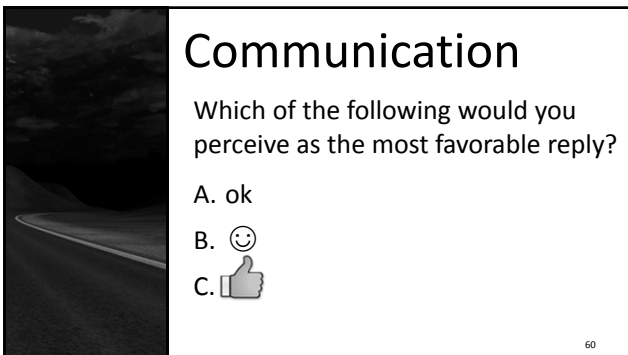 Communication
Which of the following would you
perceive as the most favorable reply?
A. ok
B. ☺
C. 👍
60